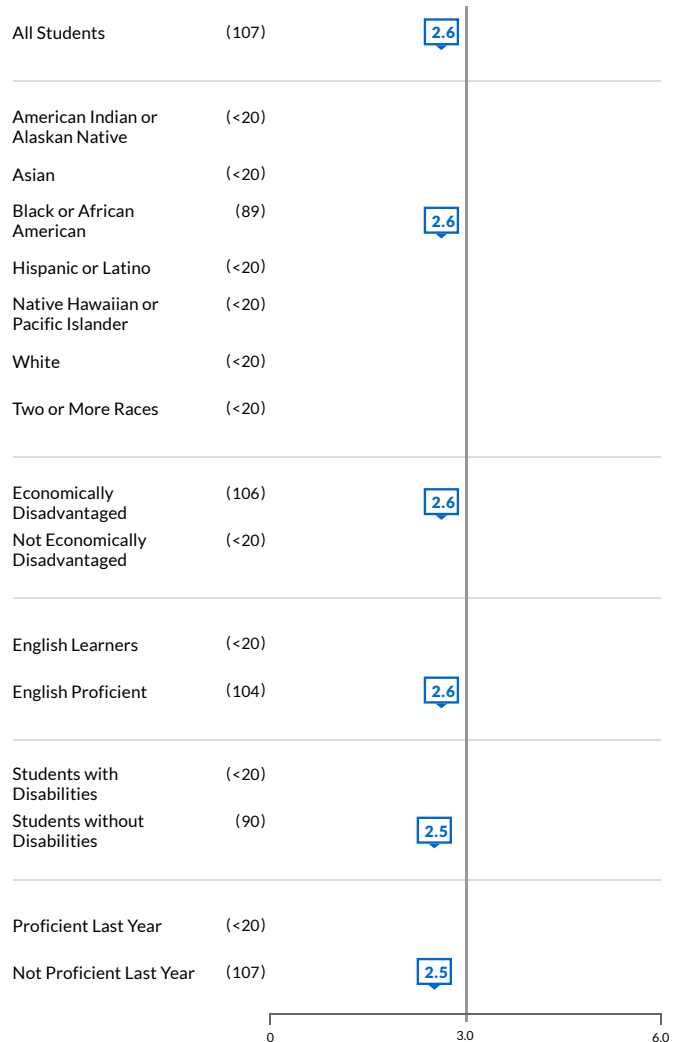 All Students (107) 2.6
American Indian or (<20)
Alaskan Native
Asian (<20)
Black or African (89) 2.6
American
Hispanic or Latino (<20)
Native Hawaiian or (<20)
Pacific Islander
White (<20)
Two or More Races (<20)
Economically (106) 2.6
Disadvantaged
Not Economically (<20)
Disadvantaged
English Learners (<20)
English Proficient (104) 2.6
Students with (<20)
Disabilities
Students without (90) 2.5
Disabilities
Proficient Last Year (<20)
Not Proficient Last Year (107) 2.5
0 3.0 6.0